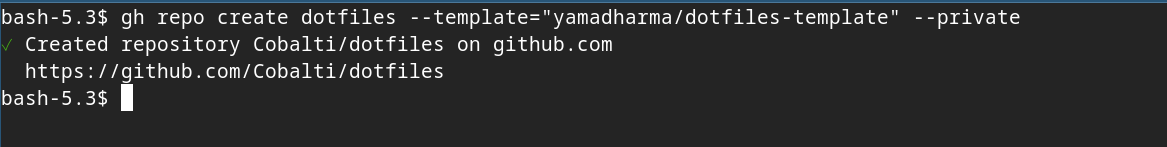 bash-5.3$ gh repo create dotfiles --template="yamadharma/dotfiles-template" --private
✓ Created repository Cobalti/dotfiles on github.com
  https://github.com/Cobalti/dotfiles
bash-5.3$